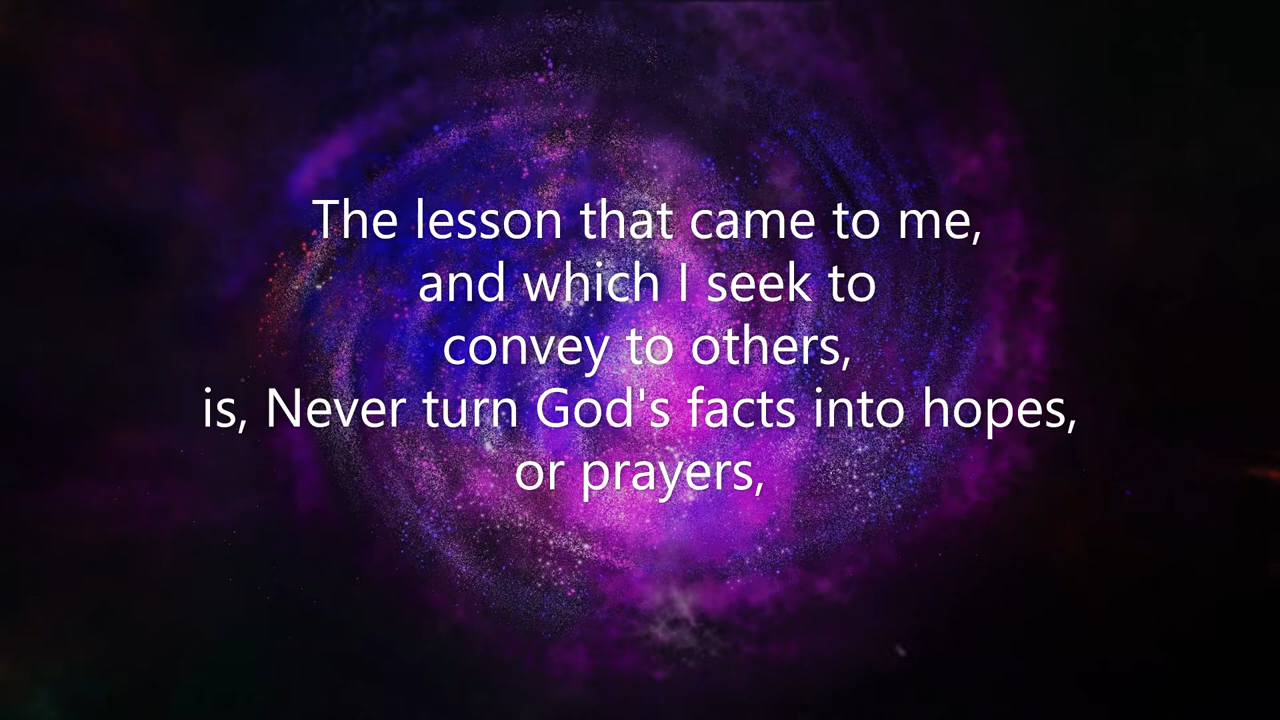 The lesson that came to me,
and which I seek to
convey to others,
is, Never turn God's facts into hopes,
or prayers,